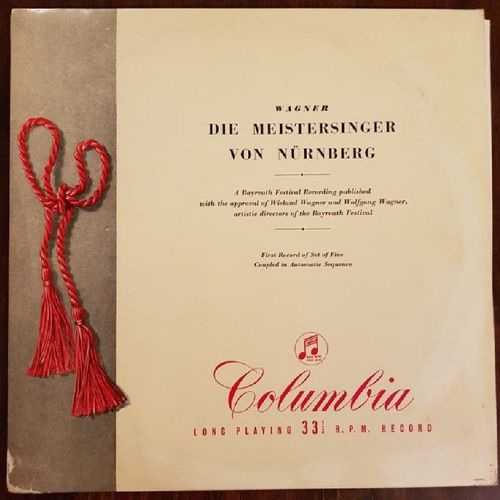 WAGNER
DIE MEISTERSINGER
VON NÜRNBERG
A Bayreuth Festival Recording published
with the approval of Wieland Wagner and Wolfgang Wagner,
artistic directors of the Bayreuth Festival
First Record of Set of Five
Coupled in Automatic Sequence
Columbia
LONG PLAYING 33⅓ R.P.M. RECORD